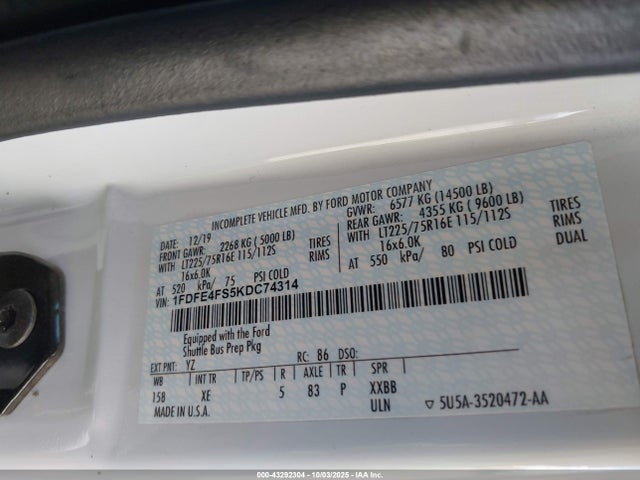 INCOMPLETE VEHICLE MFD. BY FORD MOTOR COMPANY
DATE: 12/19 GVWR: 6577 KG (14500 LB)
FRONT GAWR: 2268 KG (5000 LB) REAR GAWR: 4355 KG (9600 LB)
WITH LT225/75R16E 115/112S TIRES WITH LT225/75R16E 115/112S TIRES
16x6.0K RIMS 16x6.0K RIMS
AT 520 kPa/ 75 PSI COLD AT 550 kPa/ 80 PSI COLD DUAL
VIN: 1FDFE4FS5KDC74314
Equipped with the Ford
Shuttle Bus Prep Pkg
EXT PNT: YZ RC: 86 DSO:
WB INT TR TP/PS R AXLE TR SPR
158 XE 5 83 P XXBB
MADE IN U.S.A. ULN ▽ 5U5A-3520472-AA
000-43292304 - 10/03/2025 - IAA Inc.